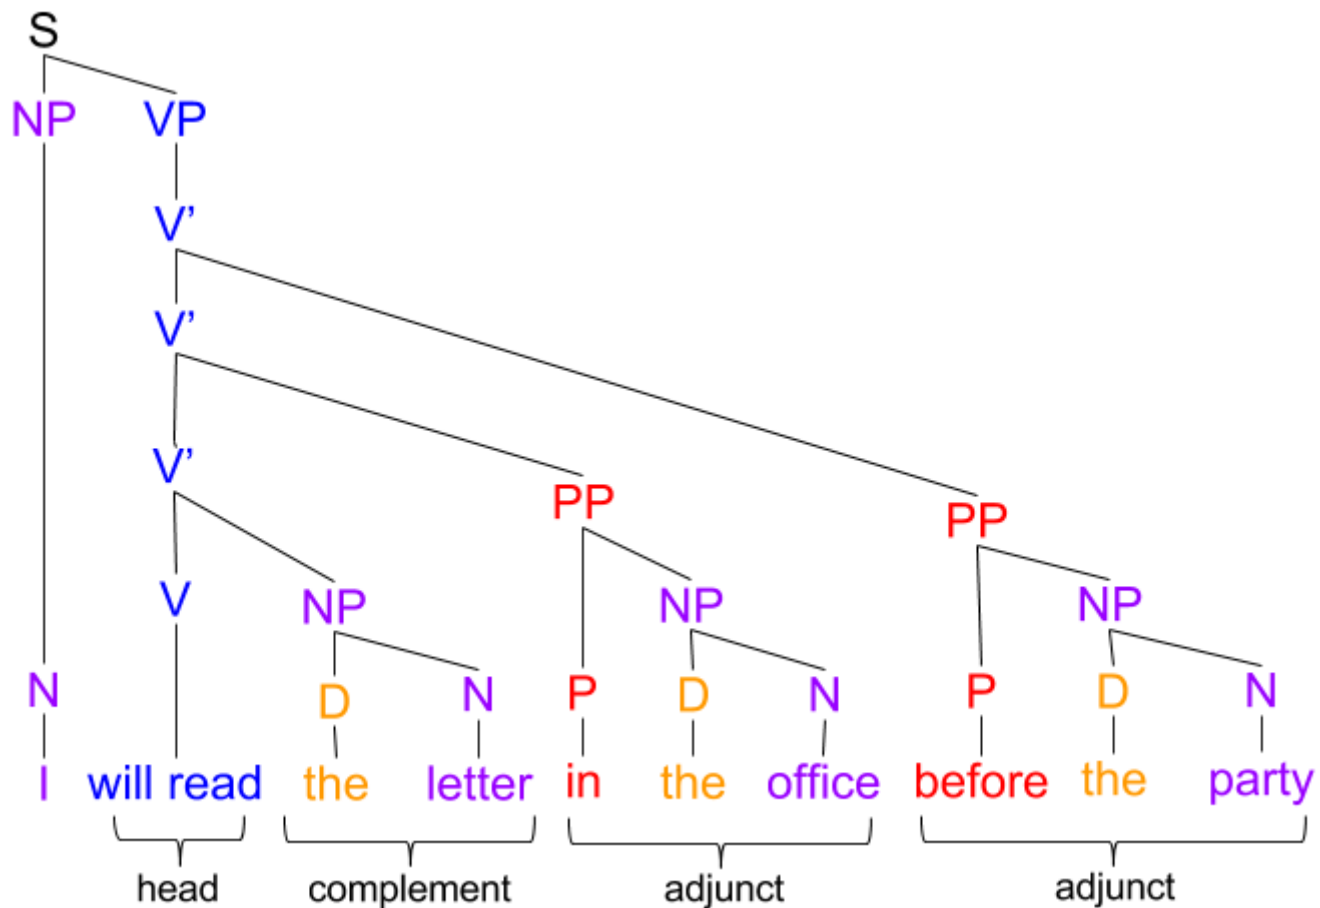 S
NP VP
V’
V’
V’
PP
PP
V NP NP NP
N D N P D N P D N
I will read the letter in the office before the party
head complement adjunct adjunct